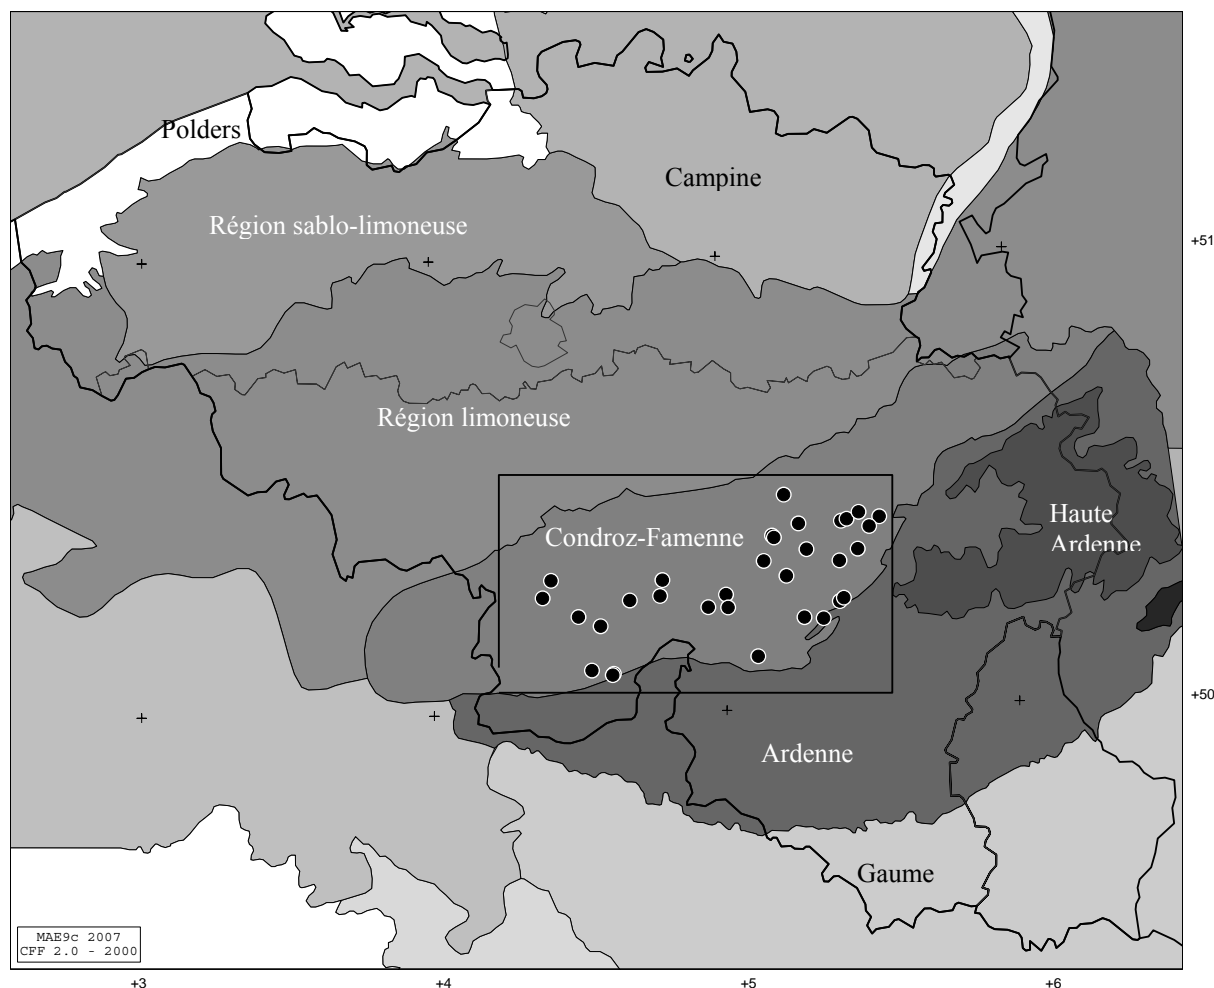 Polders
Campine
Région sablo-limoneuse
+51
Région limoneuse
Haute
Ardenne
Condroz-Famenne
+50
Ardenne
Gaume
MAE9c 2007
CFF 2.0 - 2000
+3
+4
+5
+6